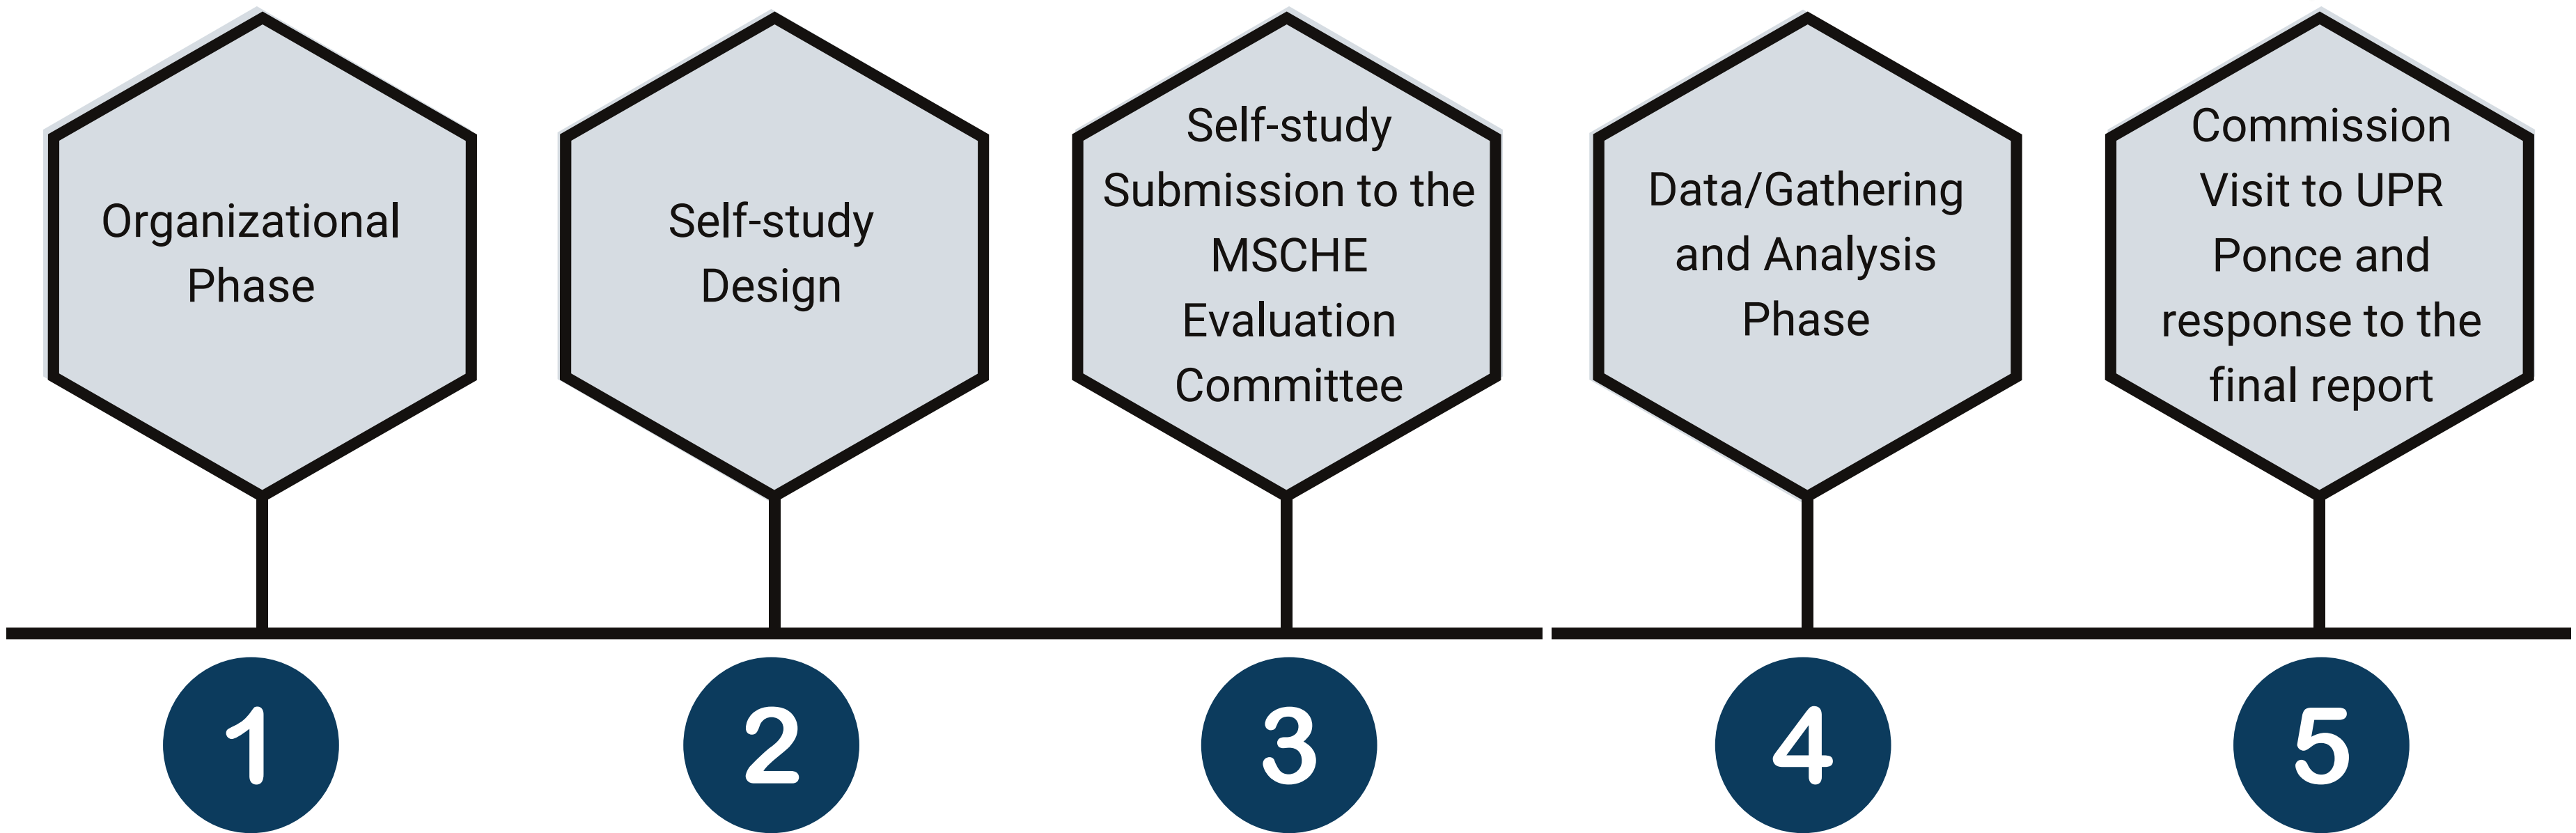 Organizational
Phase
Self-study
Design
Self-study
Submission to the
MSCHE
Evaluation
Committee
Data/Gathering
and Analysis
Phase
Commission
Visit to UPR
Ponce and
response to the
final report
1
2
3
4
5